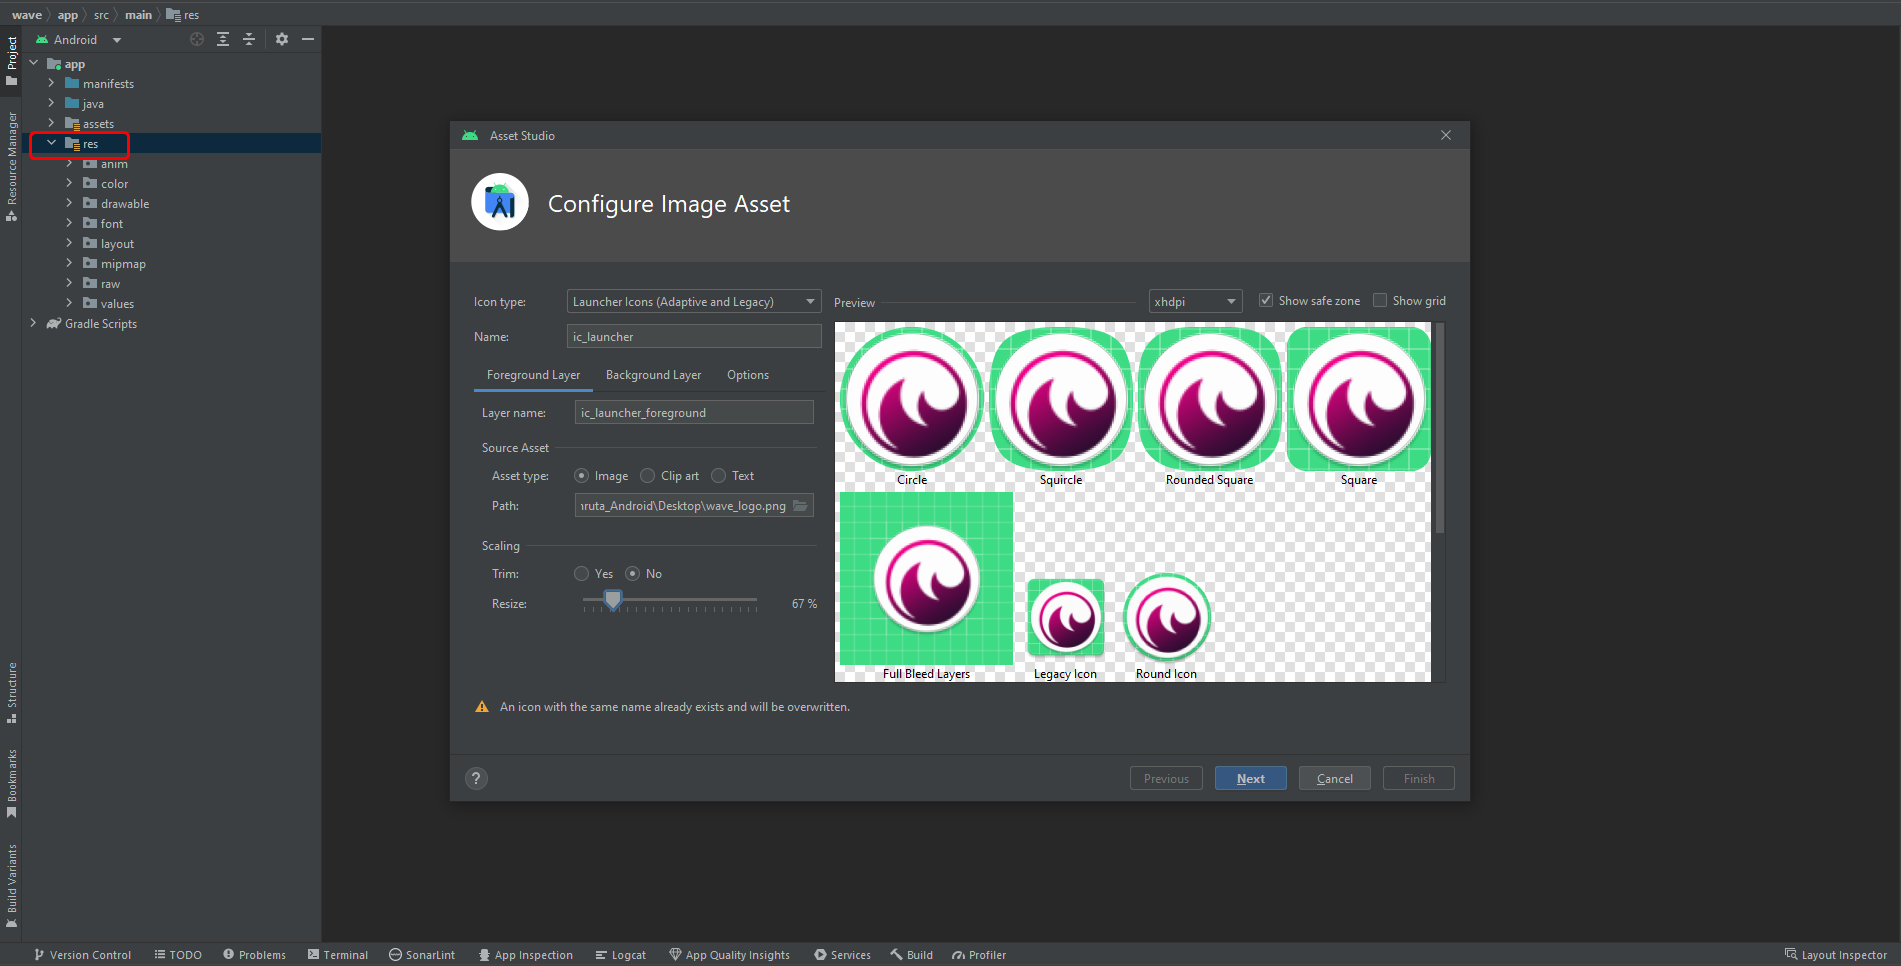 wave app src main res
Project
Android
app
manifests
java
assets
res
anim
color
drawable
font
layout
mipmap
raw
values
Gradle Scripts
Resource Manager
Structure
Bookmarks
Build Variants
Asset Studio
Configure Image Asset
Icon type: Launcher Icons (Adaptive and Legacy)
Name: ic_launcher
Foreground Layer Background Layer Options
Layer name: ic_launcher_foreground
Source Asset
Asset type: Image Clip art Text
Path: ıruta_Android\Desktop\wave_logo.png
Scaling
Trim: Yes No
Resize: 67 %
Preview xhdpi Show safe zone Show grid
Circle Squircle Rounded Square Square
Full Bleed Layers Legacy Icon Round Icon
An icon with the same name already exists and will be overwritten.
? Previous Next Cancel Finish
Version Control TODO Problems Terminal SonarLint App Inspection Logcat App Quality Insights Services Build Profiler Layout Inspector